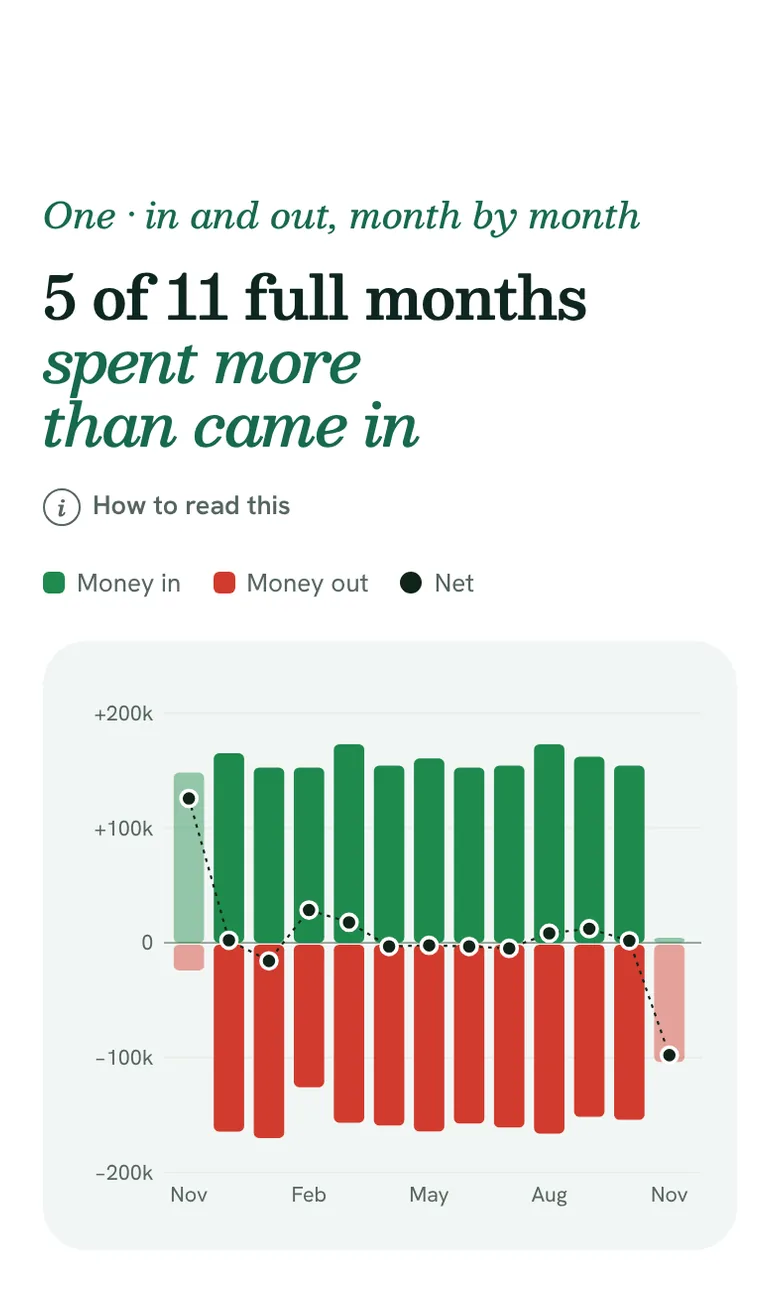 One · in and out, month by month
5 of 11 full months
spent more
than came in
i How to read this
Money in Money out Net
+200k
+100k
0
−100k
−200k
Nov Feb May Aug Nov